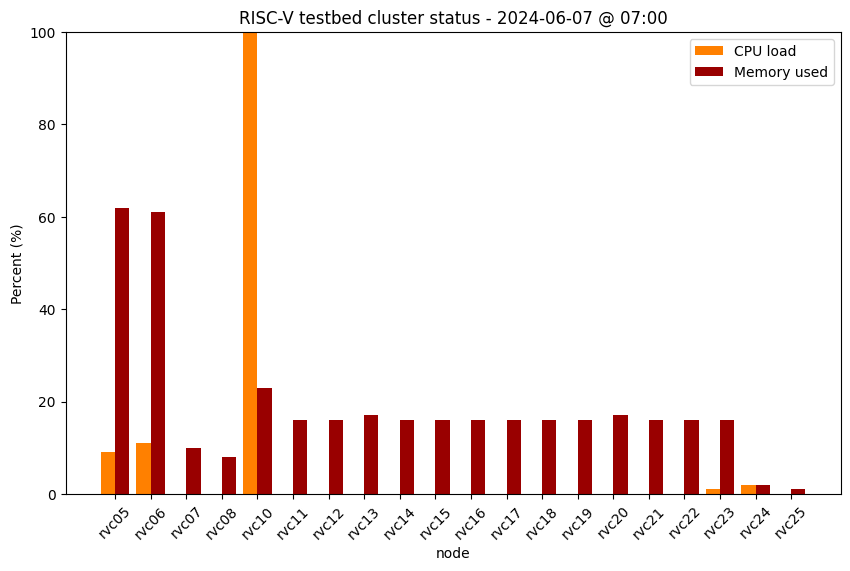 RISC-V testbed cluster status - 2024-06-07 @ 07:00
CPU load
Memory used
Percent (%)
100
80
60
40
20
0
rvc05
rvc06
rvc07
rvc08
rvc10
rvc11
rvc12
rvc13
rvc14
rvc15
rvc16
rvc17
rvc18
rvc19
rvc20
rvc21
rvc22
rvc23
rvc24
rvc25
node